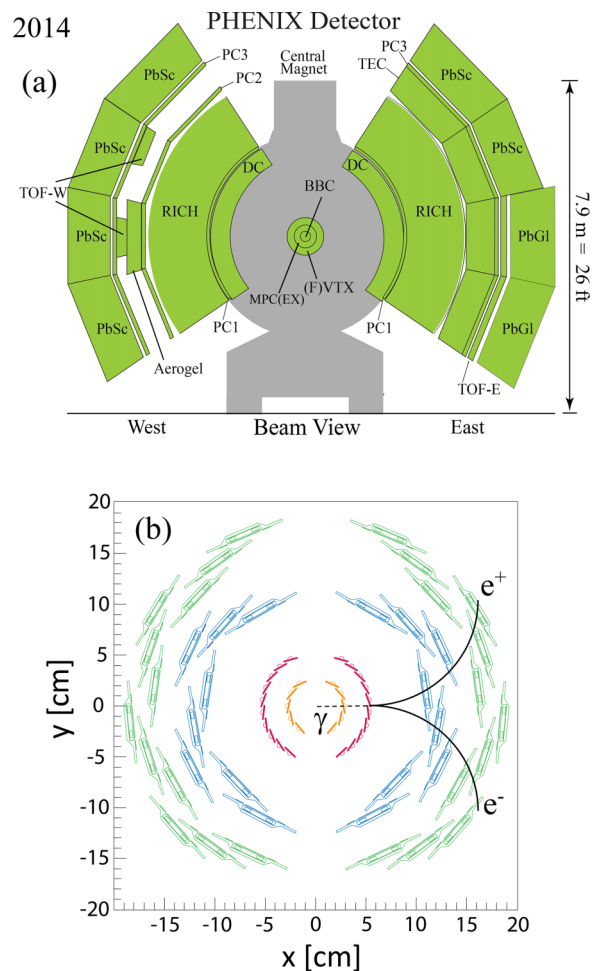 2014
PHENIX Detector
(a)
Central
Magnet
PC3
PC2
PbSc
PbSc
TOF-W
PbSc
PbSc
RICH
DC
BBC
MPC(EX)
(F)VTX
PC1
Aerogel
PC3
TEC
PbSc
DC
PbSc
RICH
PbGl
PbGl
PC1
TOF-E
7.9 m = 26 ft
West
Beam View
East
(b)
20
15
10
5
0
-5
-10
-15
-20
y [cm]
e+
γ
e-
-15
-10
-5
0
5
10
15
20
x [cm]